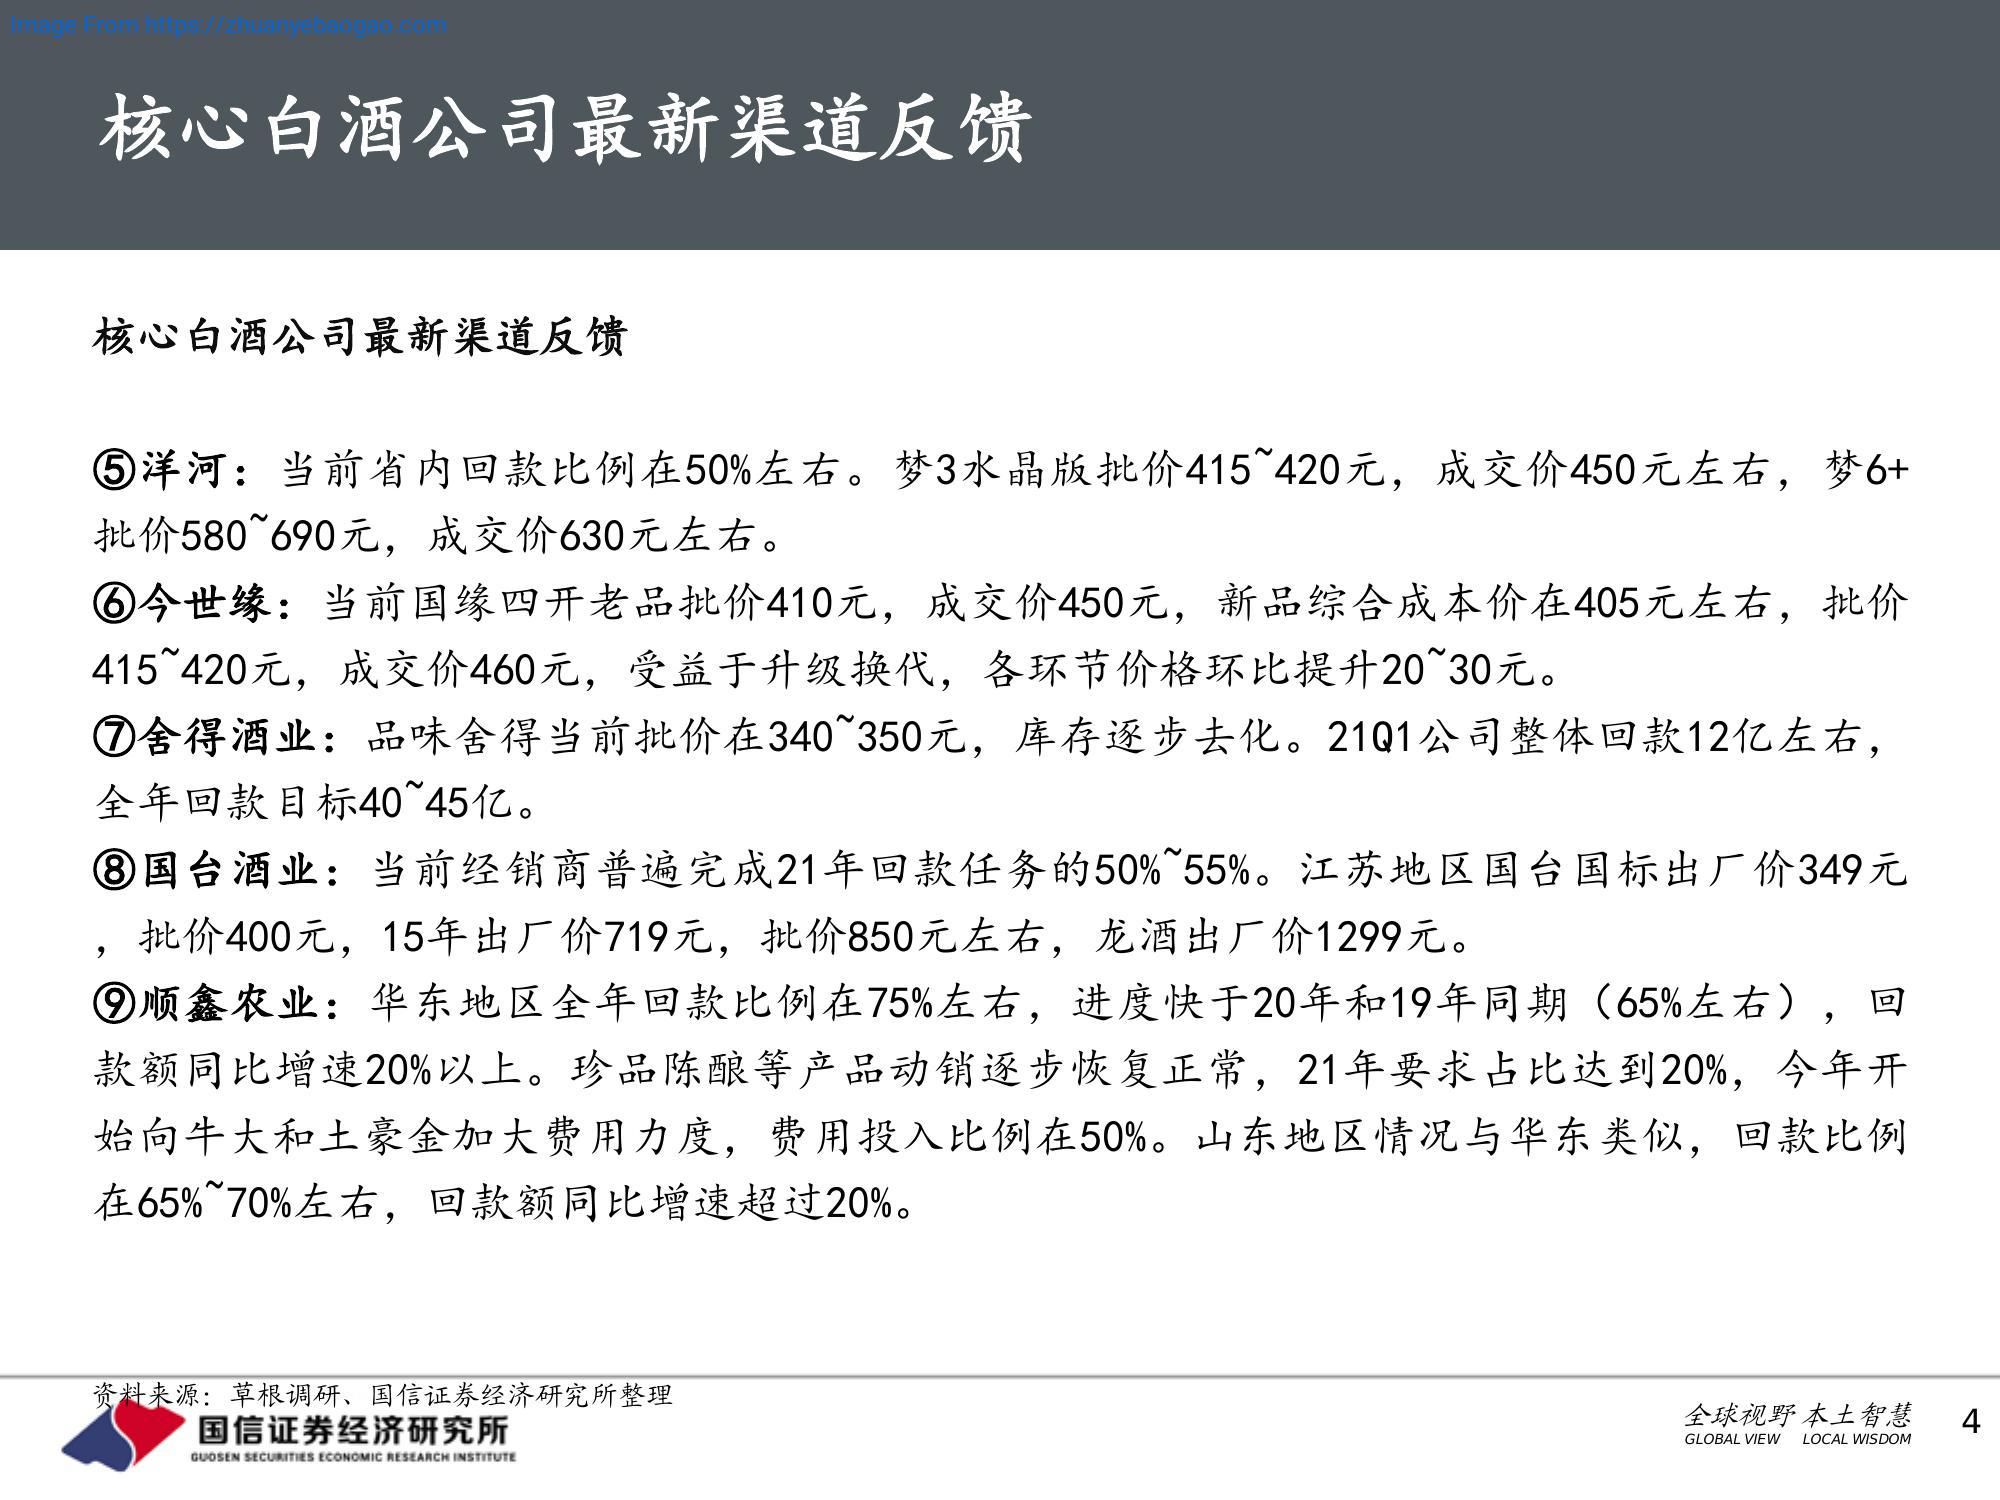 Image From https://zhuanyebaogao.com
核心白酒公司最新渠道反馈
核心白酒公司最新渠道反馈
⑤洋河：当前省内回款比例在50%左右。梦3水晶版批价415~420元，成交价450元左右，梦6+
批价580~690元，成交价630元左右。
⑥今世缘：当前国缘四开老品批价410元，成交价450元，新品综合成本价在405元左右，批价
415~420元，成交价460元，受益于升级换代，各环节价格环比提升20~30元。
⑦舍得酒业：品味舍得当前批价在340~350元，库存逐步去化。21Q1公司整体回款12亿左右，
全年回款目标40~45亿。
⑧国台酒业：当前经销商普遍完成21年回款任务的50%~55%。江苏地区国台国标出厂价349元
，批价400元，15年出厂价719元，批价850元左右，龙酒出厂价1299元。
⑨顺鑫农业：华东地区全年回款比例在75%左右，进度快于20年和19年同期（65%左右），回
款额同比增速20%以上。珍品陈酿等产品动销逐步恢复正常，21年要求占比达到20%，今年开
始向牛大和土豪金加大费用力度，费用投入比例在50%。山东地区情况与华东类似，回款比例
在65%~70%左右，回款额同比增速超过20%。
资料来源：草根调研、国信证券经济研究所整理
国信证券经济研究所
GUOSEN SECURITIES ECONOMIC RESEARCH INSTITUTE
全球视野 本土智慧
GLOBAL VIEW LOCAL WISDOM
4